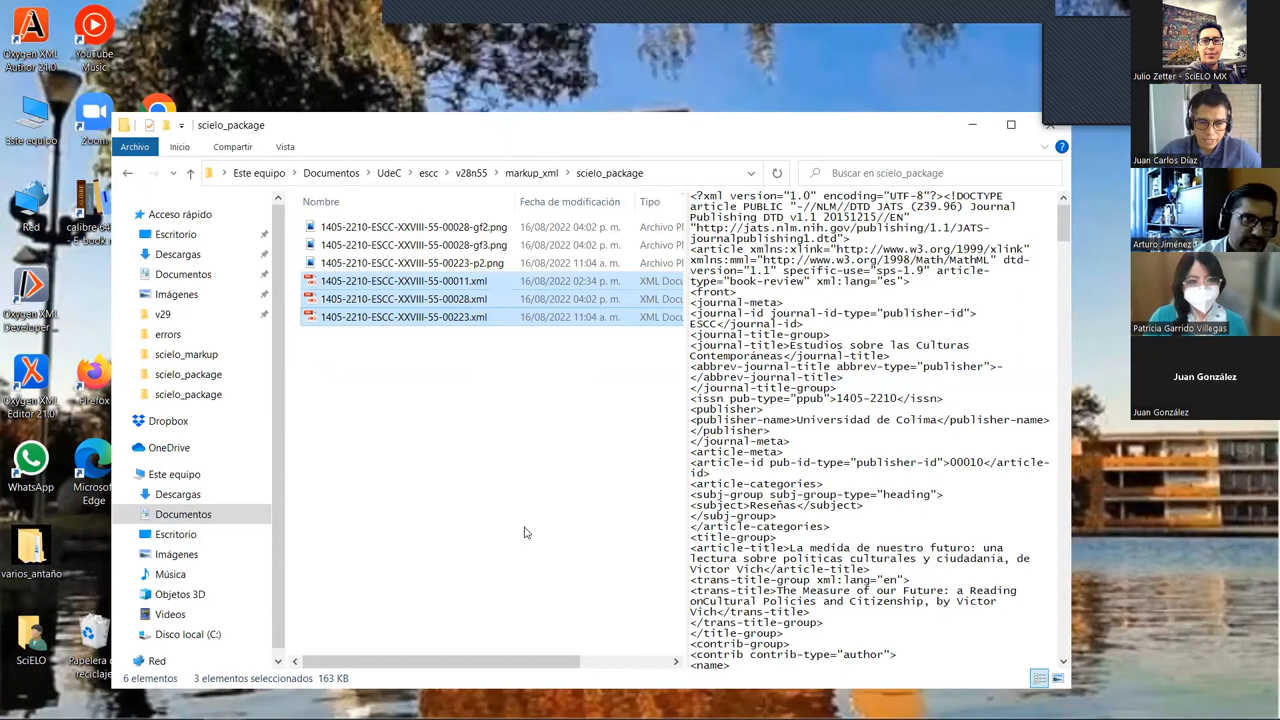 Oxygen XML
Author 21.0
YouTube
Music
Este equipo
Zoom
Red
calibre 64
E-book
Oxygen XML
Developer
Oxygen XML
Editor 21.0
Firefox
WhatsApp
Microsoft
Edge
varios_antaño
SciELO
Papelera de
reciclaje
scielo_package
Archivo Inicio Compartir Vista
Este equipo > Documentos > UdeC > escc > v28n55 > markup_xml > scielo_package
Buscar en scielo_package
Acceso rápido
Escritorio
Descargas
Documentos
Imágenes
v29
errors
scielo_markup
scielo_package
scielo_package
Dropbox
OneDrive
Este equipo
Descargas
Documentos
Escritorio
Imágenes
Música
Objetos 3D
Videos
Disco local (C:)
Red
Nombre Fecha de modificación Tipo
1405-2210-ESCC-XXVIII-55-00028-gf2.png 16/08/2022 04:02 p. m. Archivo Pl
1405-2210-ESCC-XXVIII-55-00028-gf3.png 16/08/2022 04:02 p. m. Archivo Pl
1405-2210-ESCC-XXVIII-55-00223-p2.png 16/08/2022 11:04 a. m. Archivo Pl
1405-2210-ESCC-XXVIII-55-00011.xml 16/08/2022 02:34 p. m. XML Docu
1405-2210-ESCC-XXVIII-55-00028.xml 16/08/2022 04:02 p. m. XML Docu
1405-2210-ESCC-XXVIII-55-00223.xml 16/08/2022 11:04 a. m. XML Docu
<?xml version="1.0" encoding="UTF-8"?><!DOCTYPE
article PUBLIC "-//NLM//DTD JATS (Z39.96) Journal
Publishing DTD v1.1 20151215//EN"
"http://jats.nlm.nih.gov/publishing/1.1/JATS-
journalpublishing1.dtd">
<article xmlns:xlink="http://www.w3.org/1999/xlink"
xmlns:mml="http://www.w3.org/1998/Math/MathML" dtd-
version="1.1" specific-use="sps-1.9" article-
type="book-review" xml:lang="es">
<front>
<journal-meta>
<journal-id journal-id-type="publisher-id">
ESCC</journal-id>
<journal-title-group>
<journal-title>Estudios sobre las Culturas
Contemporáneas</journal-title>
<abbrev-journal-title abbrev-type="publisher">-
</abbrev-journal-title>
</journal-title-group>
<issn pub-type="ppub">1405-2210</issn>
<publisher>
<publisher-name>Universidad de Colima</publisher-name>
</publisher>
</journal-meta>
<article-meta>
<article-id pub-id-type="publisher-id">00010</article-
id>
<article-categories>
<subj-group subj-group-type="heading">
<subject>Reseñas</subject>
</subj-group>
</article-categories>
<title-group>
<article-title>La medida de nuestro futuro: una
lectura sobre políticas culturales y ciudadanía, de
Víctor Vich</article-title>
<trans-title-group xml:lang="en">
<trans-title>The Measure of our Future: a Reading
onCultural Policies and Citizenship, by Victor
Vich</trans-title>
</trans-title-group>
</title-group>
<contrib-group>
<contrib contrib-type="author">
<name>
6 elementos 3 elementos seleccionados 163 KB
Julio Zetter - SciELO MX
Juan Carlos Díaz
Arturo Jiménez
Patricia Garrido Villegas
Juan González
Juan González